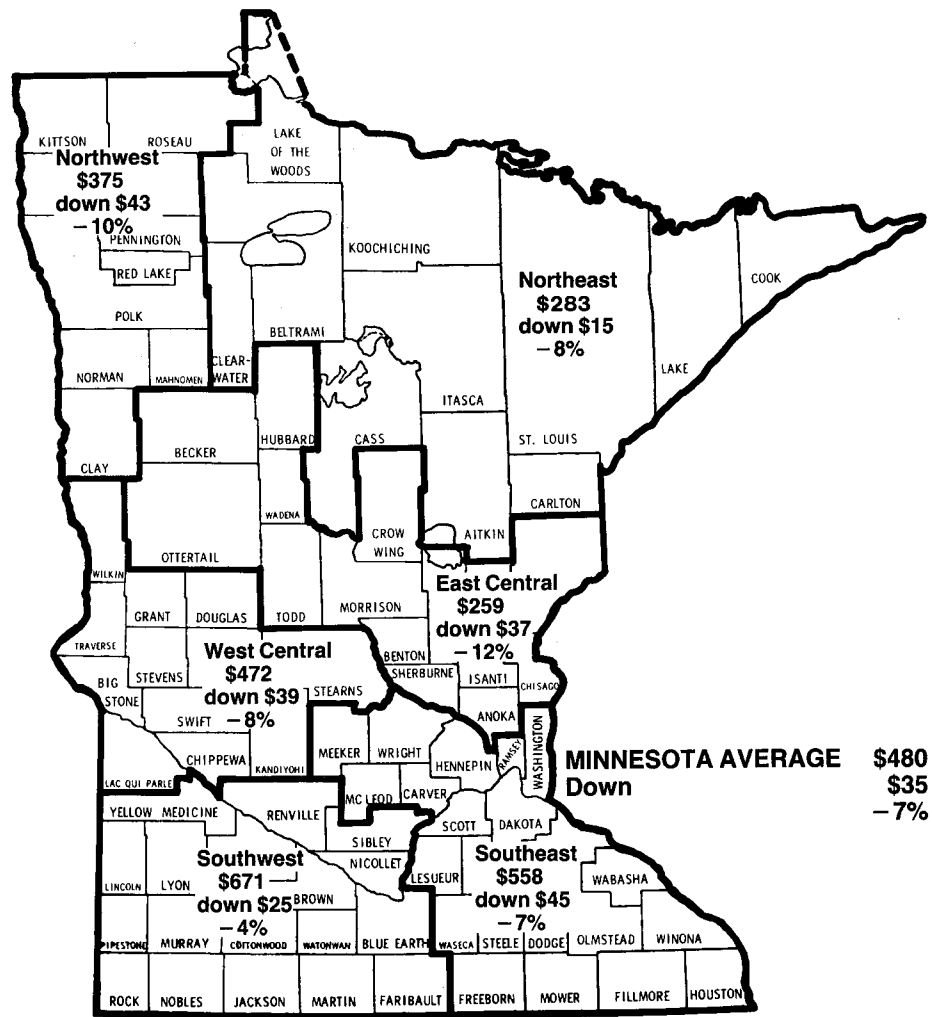 KITTSON
ROSEAU
LAKE
OF THE
WOODS
Northwest
$375
down $43
–10%
PENNINGTON
RED LAKE
KOOCHICHING
COOK
Northeast
$283
down $15
–8%
POLK
BELTRAMI
CLEAR-
WATER
NORMAN
MAHNOMEN
LAKE
ITASCA
HUBBARD
CASS
ST. LOUIS
BECKER
CLAY
CARLTON
WADENA
CROW
WING
AITKIN
OTTERTAIL
WILKIN
East Central
$259
down $37
–12%
GRANT
DOUGLAS
TODD
MORRISON
TRAVERSE
West Central
$472
down $39
–8%
BENTON
SHERBURNE
ISANTI
CHISAGO
BIG
STONE
STEVENS
STEARNS
SWIFT
ANOKA
RAMSEY
WASHINGTON
CHIPPEWA
KANDIYOHI
MEEKER
WRIGHT
HENNEPIN
MINNESOTA AVERAGE $480
Down $35
–7%
LAC QUI PARLE
MC LEOD
CARVER
YELLOW MEDICINE
RENVILLE
SCOTT
DAKOTA
SIBLEY
NICOLLET
Southwest
$671
down $25
–4%
Southeast
$558
down $45
–7%
LESUEUR
WABASHA
LINCOLN
LYON
BROWN
PIPESTONE
MURRAY
COTTONWOOD
WATONWAN
BLUE EARTH
WASECA
STEELE
DODGE
OLMSTEAD
WINONA
ROCK
NOBLES
JACKSON
MARTIN
FARIBAULT
FREEBORN
MOWER
FILLMORE
HOUSTON